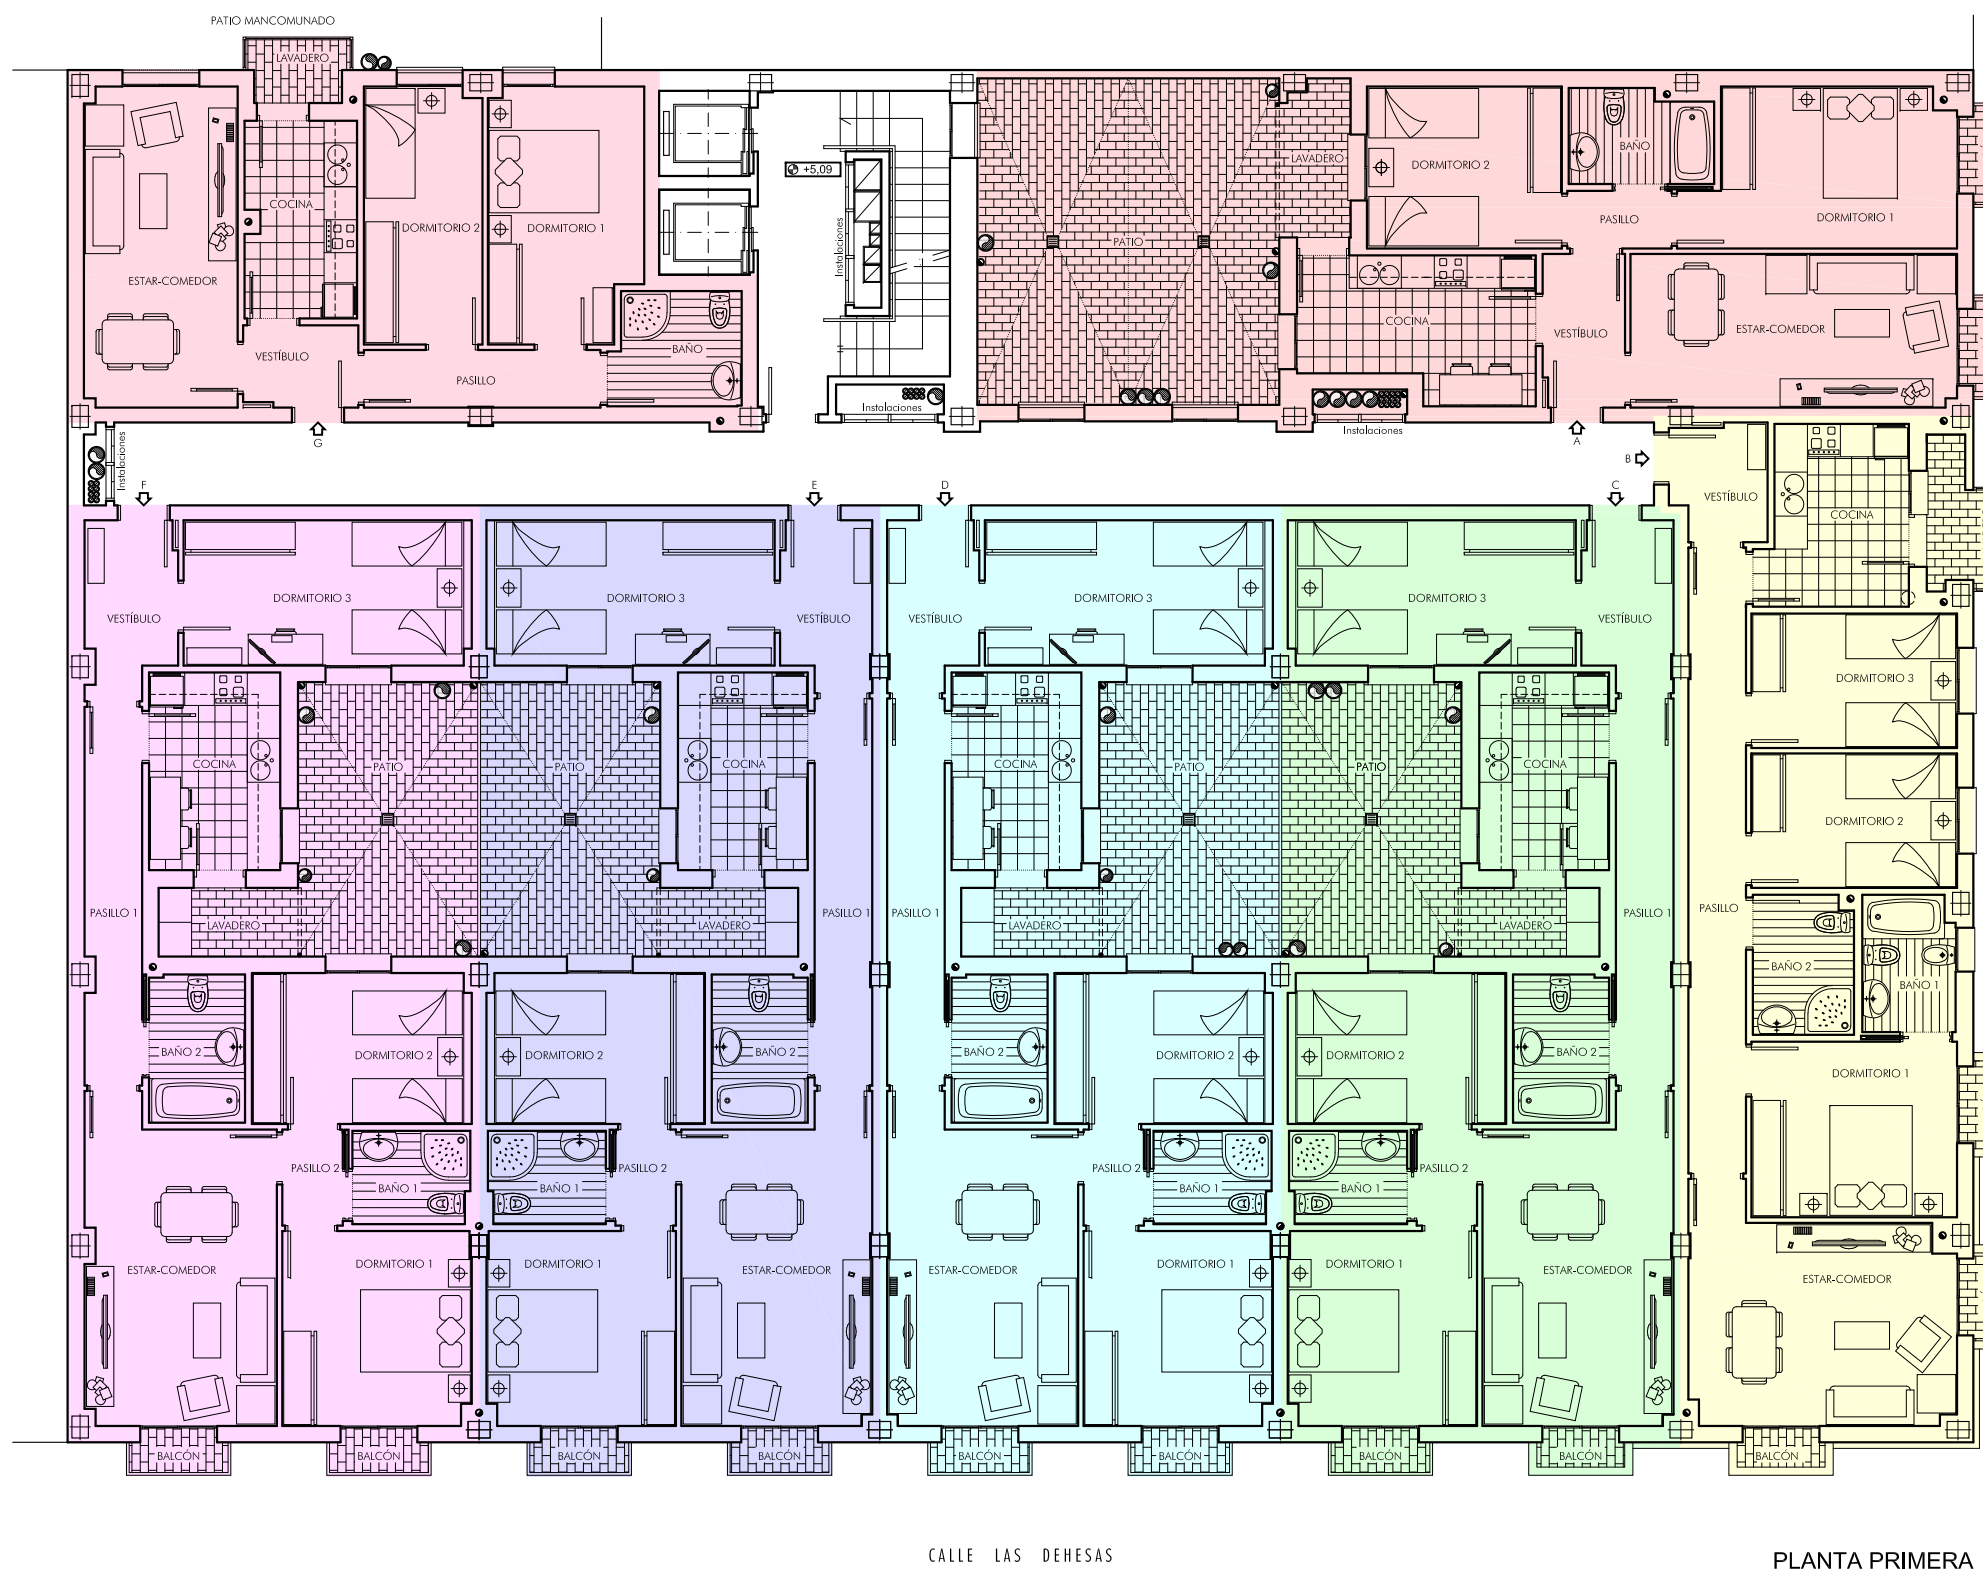 PATIO MANCOMUNADO
LAVADERO
COCINA
DORMITORIO 2
DORMITORIO 1
ESTAR-COMEDOR
VESTÍBULO
PASILLO
BAÑO
G
Instalaciones
+5,09
Instalaciones
Instalaciones
PATIO
LAVADERO
DORMITORIO 2
BAÑO
DORMITORIO 1
PASILLO
COCINA
VESTÍBULO
ESTAR-COMEDOR
Instalaciones
A
B
F
E
D
C
VESTÍBULO
COCINA
DORMITORIO 3
DORMITORIO 3
DORMITORIO 3
DORMITORIO 3
VESTÍBULO
VESTÍBULO
VESTÍBULO
VESTÍBULO
DORMITORIO 3
COCINA
PATIO
PATIO
COCINA
COCINA
PATIO
PATIO
COCINA
DORMITORIO 2
PASILLO 1
LAVADERO
LAVADERO
PASILLO 1
PASILLO 1
LAVADERO
LAVADERO
PASILLO 1
PASILLO
BAÑO 2
BAÑO 1
BAÑO 2
DORMITORIO 2
DORMITORIO 2
BAÑO 2
BAÑO 2
DORMITORIO 2
DORMITORIO 2
BAÑO 2
DORMITORIO 1
PASILLO 2
BAÑO 1
BAÑO 1
PASILLO 2
PASILLO 2
BAÑO 1
BAÑO 1
PASILLO 2
ESTAR-COMEDOR
DORMITORIO 1
DORMITORIO 1
ESTAR-COMEDOR
ESTAR-COMEDOR
DORMITORIO 1
DORMITORIO 1
ESTAR-COMEDOR
ESTAR-COMEDOR
BALCÓN
BALCÓN
BALCÓN
BALCÓN
BALCÓN
BALCÓN
BALCÓN
BALCÓN
BALCÓN
CALLE LAS DEHESAS
PLANTA PRIMERA